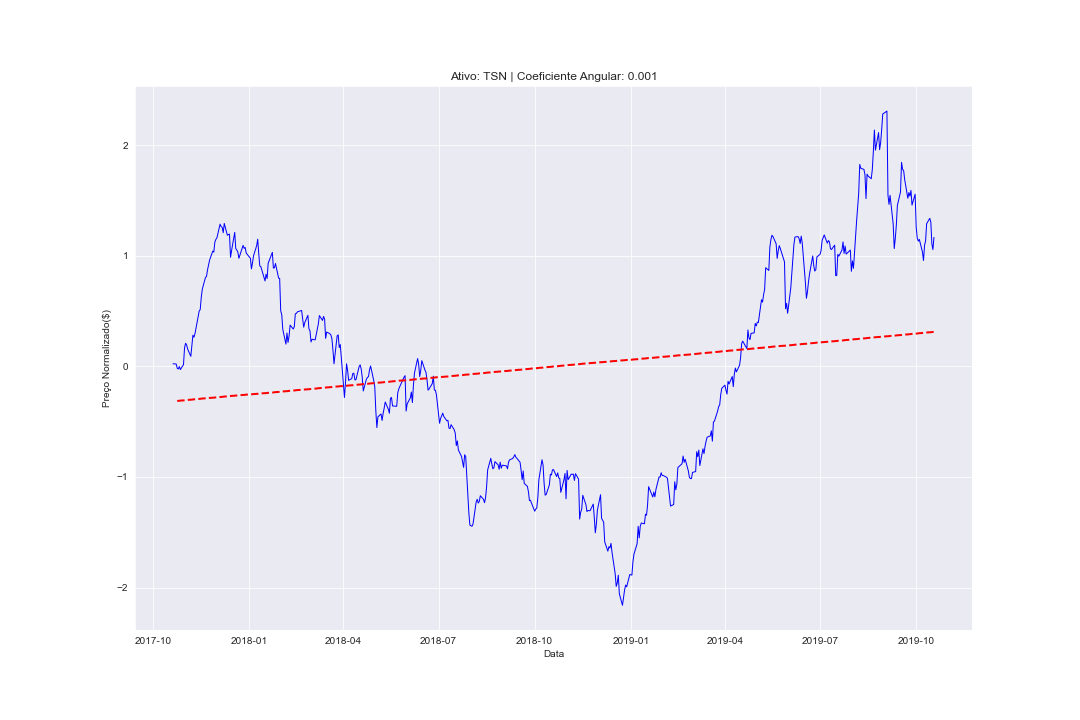 Ativo: TSN | Coeficiente Angular: 0.001
Preço Normalizado($)
2
1
0
−1
−2
2017-10 2018-01 2018-04 2018-07 2018-10 2019-01 2019-04 2019-07 2019-10
Data